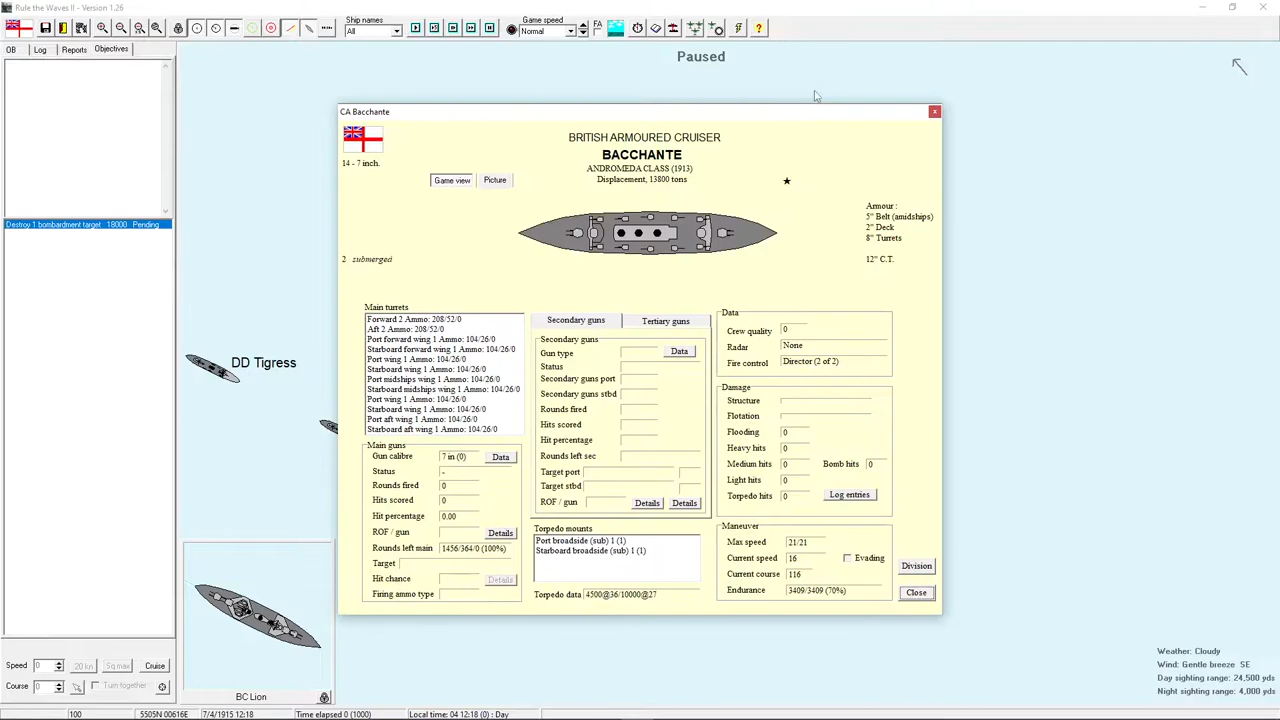 Rule the Waves II - Version 1.26
Ship names
All
Game speed
Normal
FA
OB
Log
Reports
Objectives
Paused
Destroy 1 bombardment target 18000 Pending
DD Tigress
CA Bacchante
BRITISH ARMOURED CRUISER
BACCHANTE
ANDROMEDA CLASS (1913)
Displacement, 13800 tons
14 - 7 inch.
Game view
Picture
2 submerged
Armour :
5" Belt (amidships)
2" Deck
8" Turrets
12" C.T.
Main turrets
Forward 2 Ammo: 208/52/0
Aft 2 Ammo: 208/52/0
Port forward wing 1 Ammo: 104/26/0
Starboard forward wing 1 Ammo: 104/26/0
Port wing 1 Ammo: 104/26/0
Starboard wing 1 Ammo: 104/26/0
Port midships wing 1 Ammo: 104/26/0
Starboard midships wing 1 Ammo: 104/26/0
Port wing 1 Ammo: 104/26/0
Starboard wing 1 Ammo: 104/26/0
Port aft wing 1 Ammo: 104/26/0
Starboard aft wing 1 Ammo: 104/26/0
Main guns
Gun calibre 7 in (0) Data
Status -
Rounds fired 0
Hits scored 0
Hit percentage 0.00
ROF / gun Details
Rounds left main 1456/364/0 (100%)
Target
Hit chance Details
Firing ammo type
Secondary guns
Tertiary guns
Secondary guns
Gun type Data
Status
Secondary guns port
Secondary guns stbd
Rounds fired
Hits scored
Hit percentage
Rounds left sec
Target port
Target stbd
ROF / gun Details Details
Torpedo mounts
Port broadside (sub) 1 (1)
Starboard broadside (sub) 1 (1)
Torpedo data 4500@36/10000@27
Data
Crew quality 0
Radar None
Fire control Director (2 of 2)
Damage
Structure
Flotation
Flooding 0
Heavy hits 0
Medium hits 0 Bomb hits 0
Light hits 0
Torpedo hits 0 Log entries
Maneuver
Max speed 21/21
Current speed 16 Evading
Current course 116
Endurance 3409/3409 (70%)
Division
Close
BC Lion
Speed 0 20 kn Sq max Cruise
Course 0 Turn together
Weather: Cloudy
Wind: Gentle breeze SE
Day sighting range: 24,500 yds
Night sighting range: 4,000 yds
100
5505N 00616E
7/4/1915 12:18
Time elapsed 0 (1000)
Local time: 04 12:18 (0) : Day